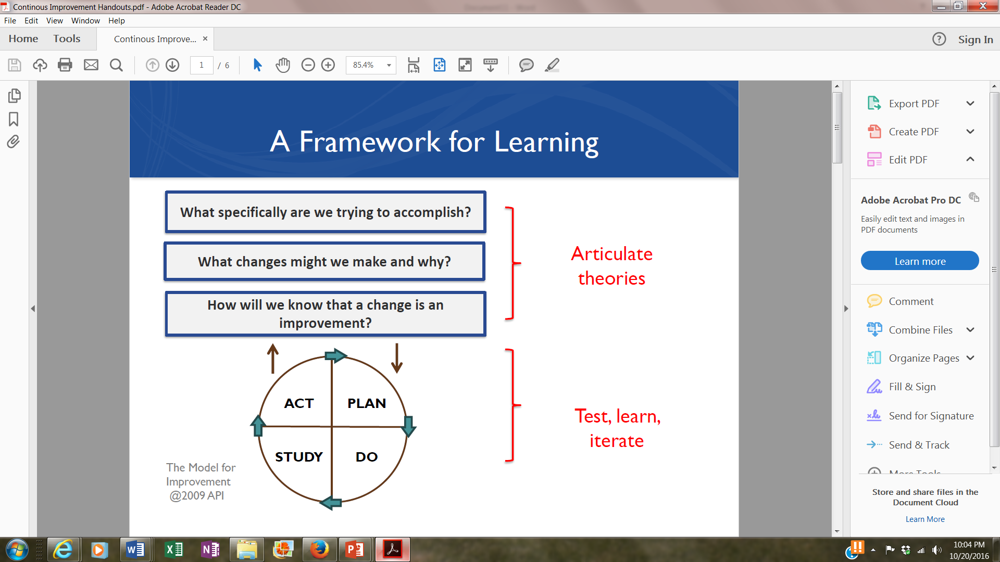 Continous Improvement Handouts.pdf - Adobe Acrobat Reader DC
File Edit View Window Help
Home Tools Continous Improve... × Sign In
1 / 6 85.4%
A Framework for Learning
What specifically are we trying to accomplish?
What changes might we make and why?
How will we know that a change is an
improvement?
Articulate
theories
ACT PLAN
STUDY DO
Test, learn,
iterate
The Model for
Improvement
@2009 API
Export PDF
Create PDF
Edit PDF
Adobe Acrobat Pro DC
Easily edit text and images in
PDF documents
Learn more
Comment
Combine Files
Organize Pages
Fill & Sign
Send for Signature
Send & Track
More Tools
Store and share files in the
Document Cloud
Learn More
10:04 PM
10/20/2016